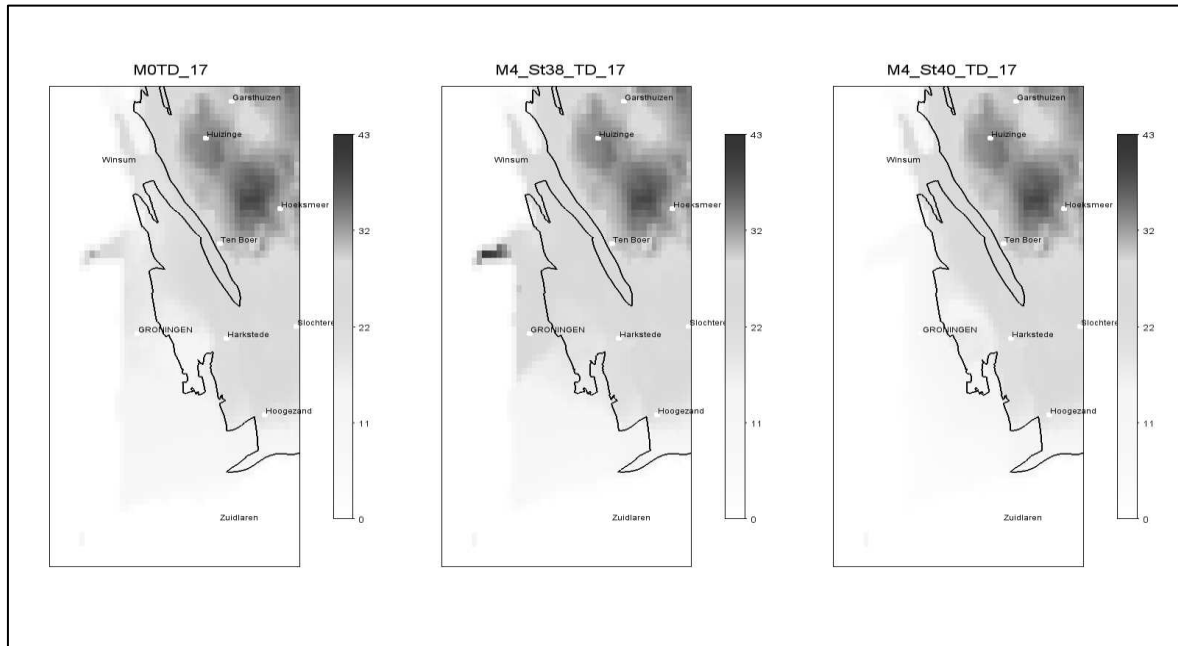 M0TD_17
Garsthuizen
Huizinge
Winsum
Hoeksmeer
Ten Boer
GRONINGEN
Harkstede
Slochtere
Hoogezand
Zuidlaren
43
32
22
11
0
M4_St38_TD_17
Garsthuizen
Huizinge
Winsum
Hoeksmeer
Ten Boer
GRONINGEN
Harkstede
Slochtere
Hoogezand
Zuidlaren
43
32
22
11
0
M4_St40_TD_17
Garsthuizen
Huizinge
Winsum
Hoeksmeer
Ten Boer
GRONINGEN
Harkstede
Slochtere
Hoogezand
Zuidlaren
43
32
22
11
0